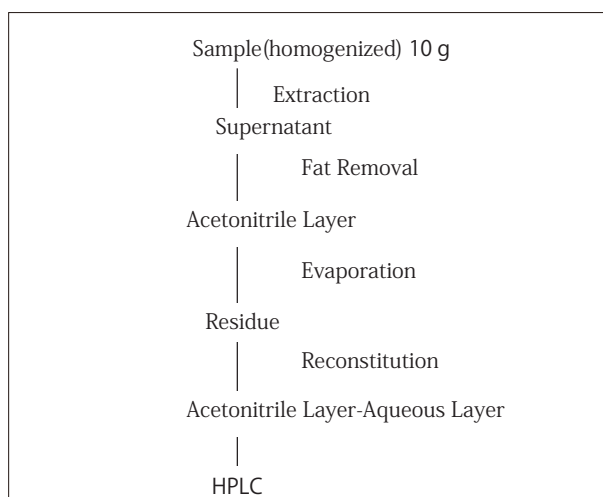 Sample(homogenized) 10 g
Extraction
Supernatant
Fat Removal
Acetonitrile Layer
Evaporation
Residue
Reconstitution
Acetonitrile Layer-Aqueous Layer
HPLC